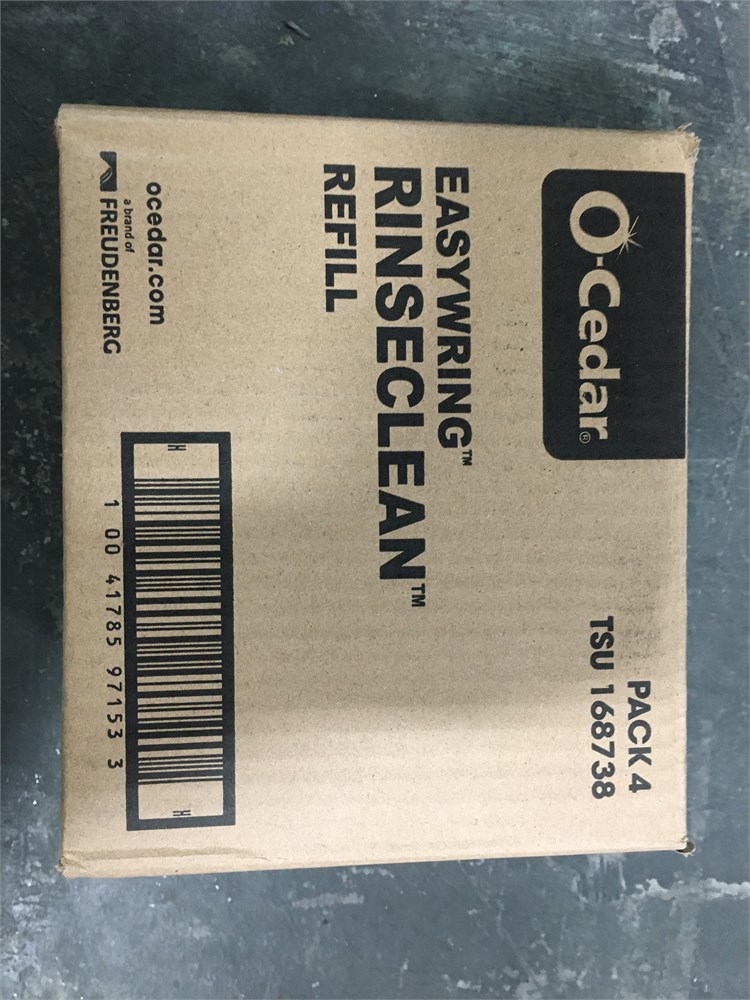 O-Cedar®
PACK 4
TSU 168738
EASYWRING™
RINSECLEAN™
REFILL
ocedar.com
a brand of
FREUDENBERG
H H
1 00 41785 97153 3